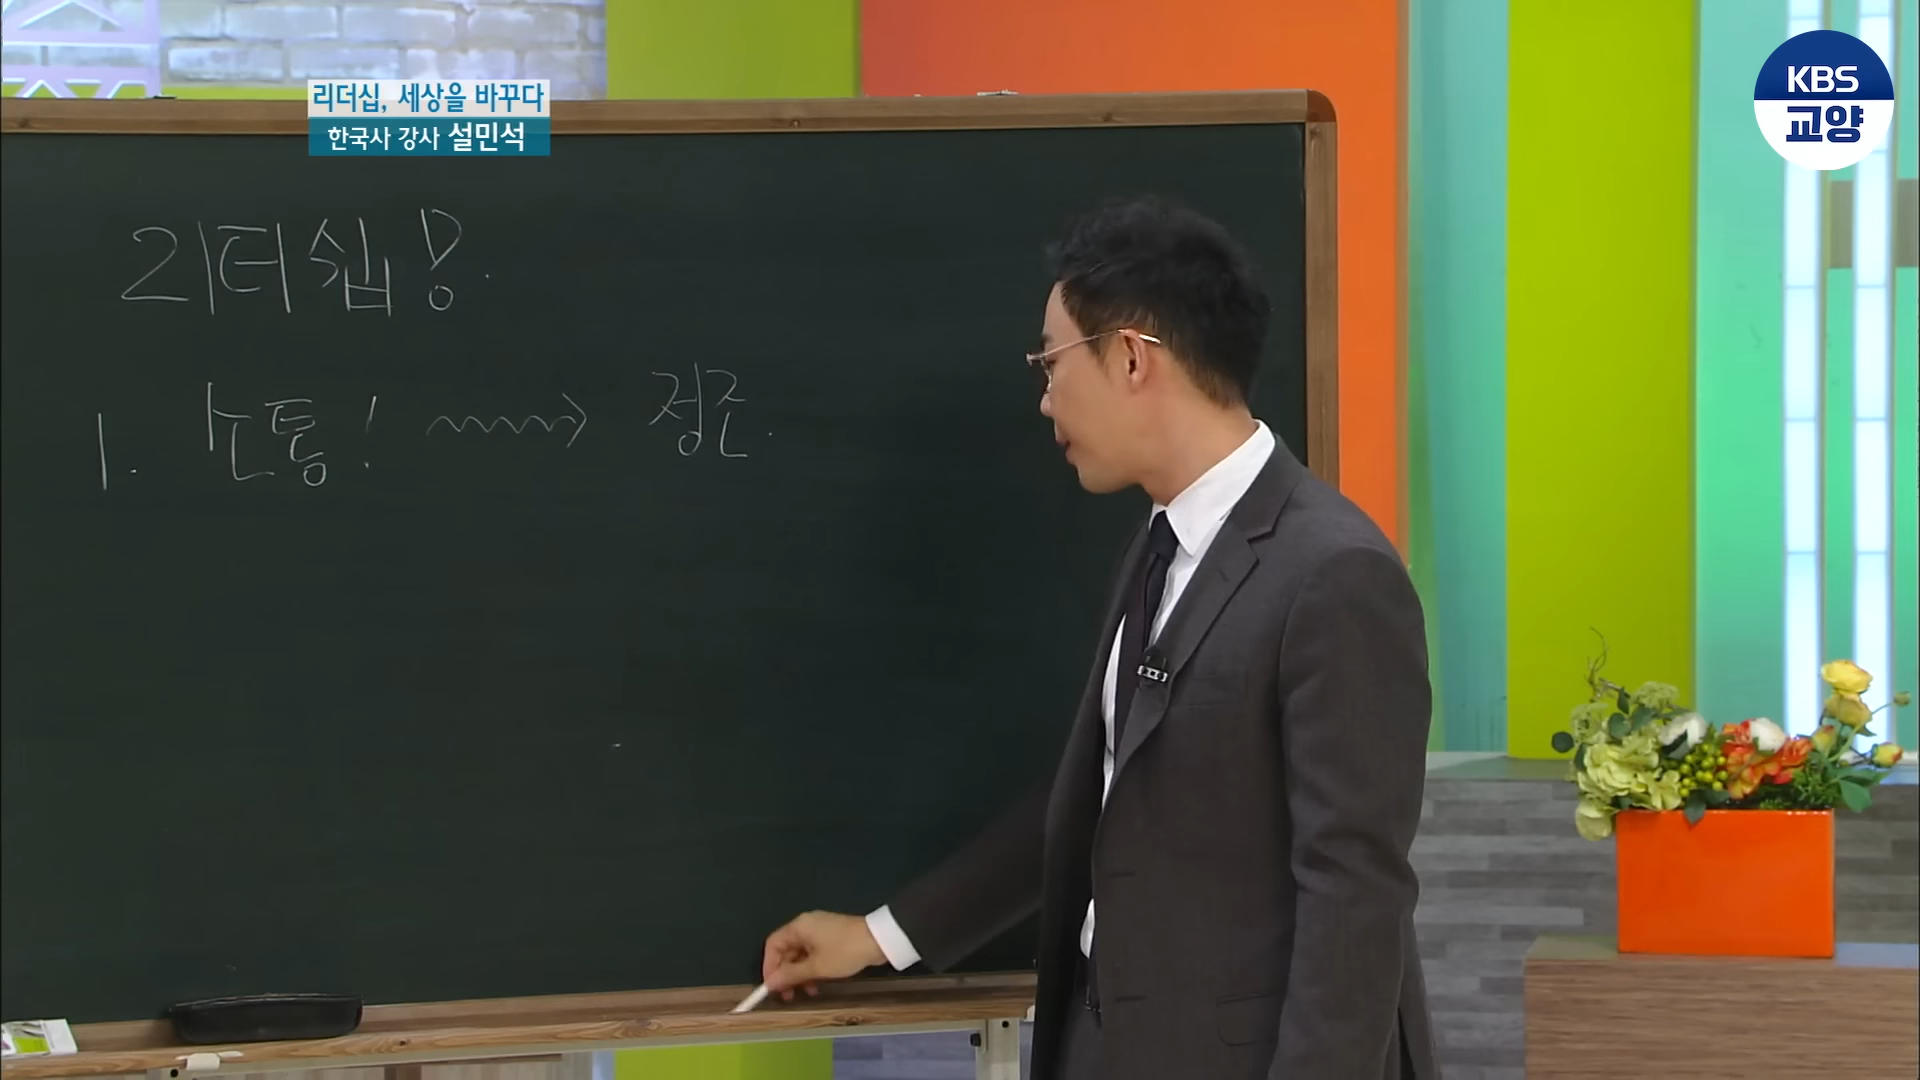 리더십, 세상을 바꾸다
한국사 강사 설민석
KBS
교양
리더십!
1. 소통! → 정조.